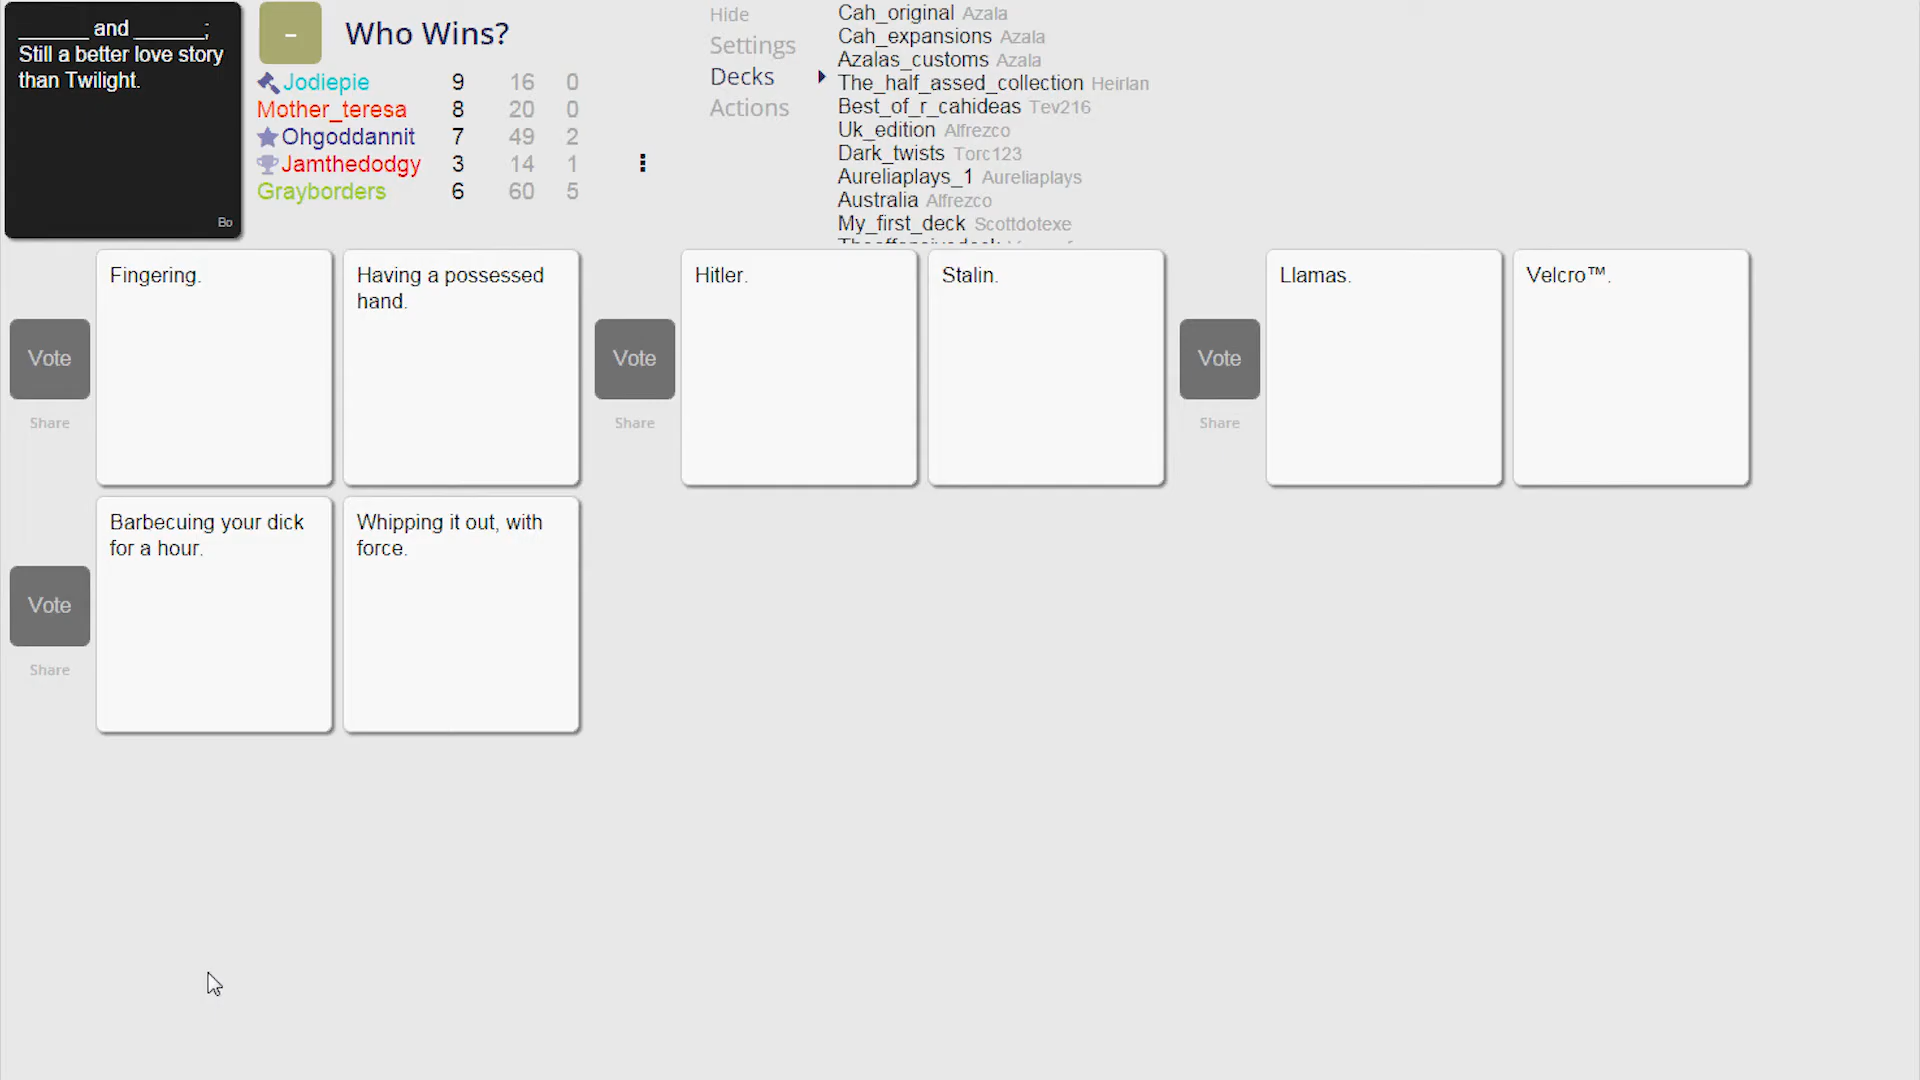 ______ and ______;
Still a better love story
than Twilight.
Bo
-
Who Wins?
Jodiepie 9 16 0
Mother_teresa 8 20 0
Ohgoddannit 7 49 2
Jamthedodgy 3 14 1
Grayborders 6 60 5
Hide
Settings
Decks
Actions
Cah_original Azala
Cah_expansions Azala
Azalas_customs Azala
The_half_assed_collection Heirlan
Best_of_r_cahideas Tev216
Uk_edition Alfrezco
Dark_twists Torc123
Aureliaplays_1 Aureliaplays
Australia Alfrezco
My_first_deck Scottdotexe
Vote
Share
Fingering.
Having a possessed
hand.
Vote
Share
Hitler.
Stalin.
Vote
Share
Llamas.
Velcro™.
Vote
Share
Barbecuing your dick
for a hour.
Whipping it out, with
force.